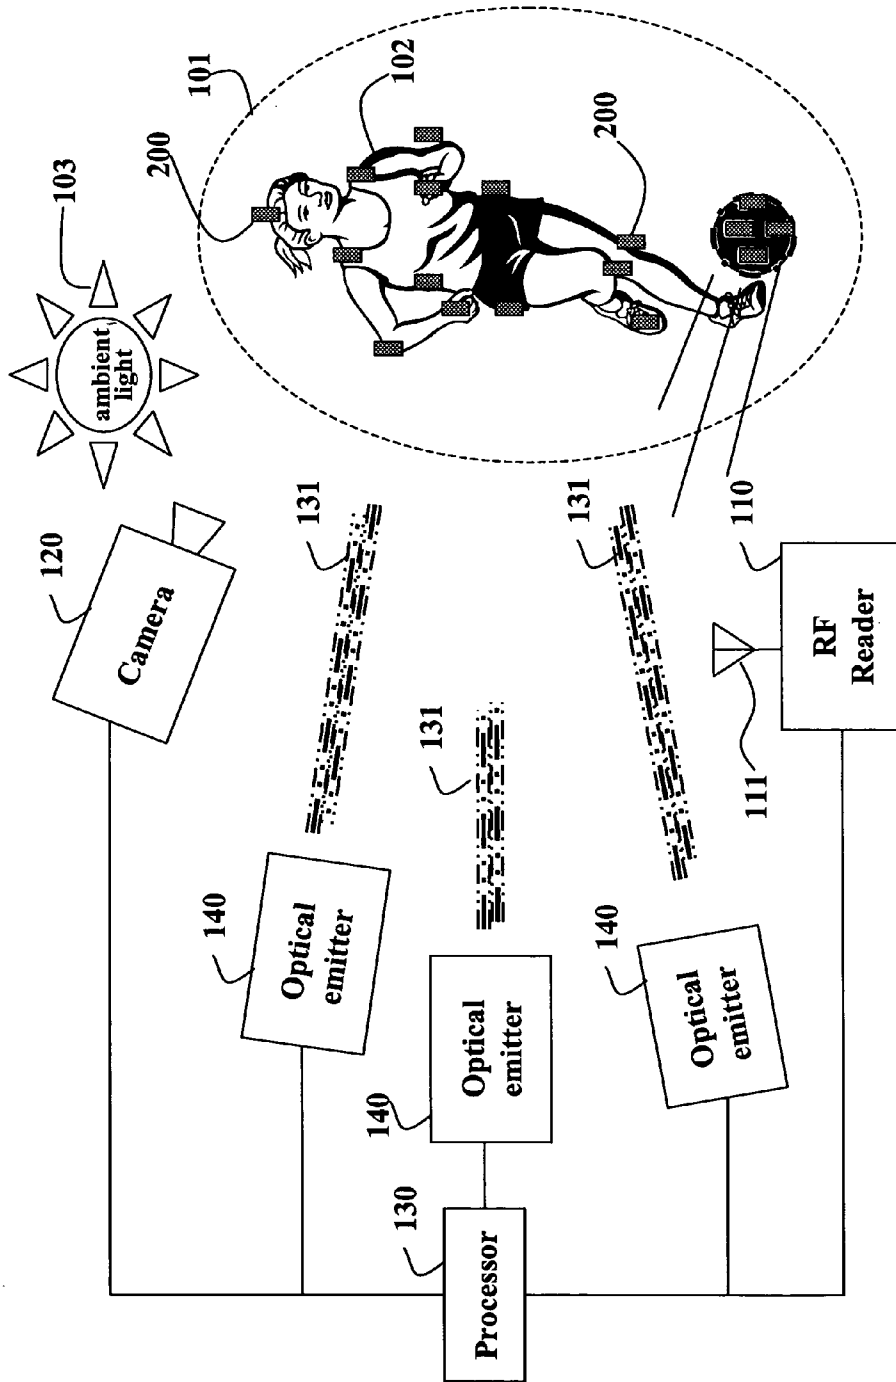 101
102
200
103
ambient
light
200
120
Camera
131
131
131
110
RF
Reader
111
140
Optical
emitter
140
Optical
emitter
140
Optical
emitter
130
Processor